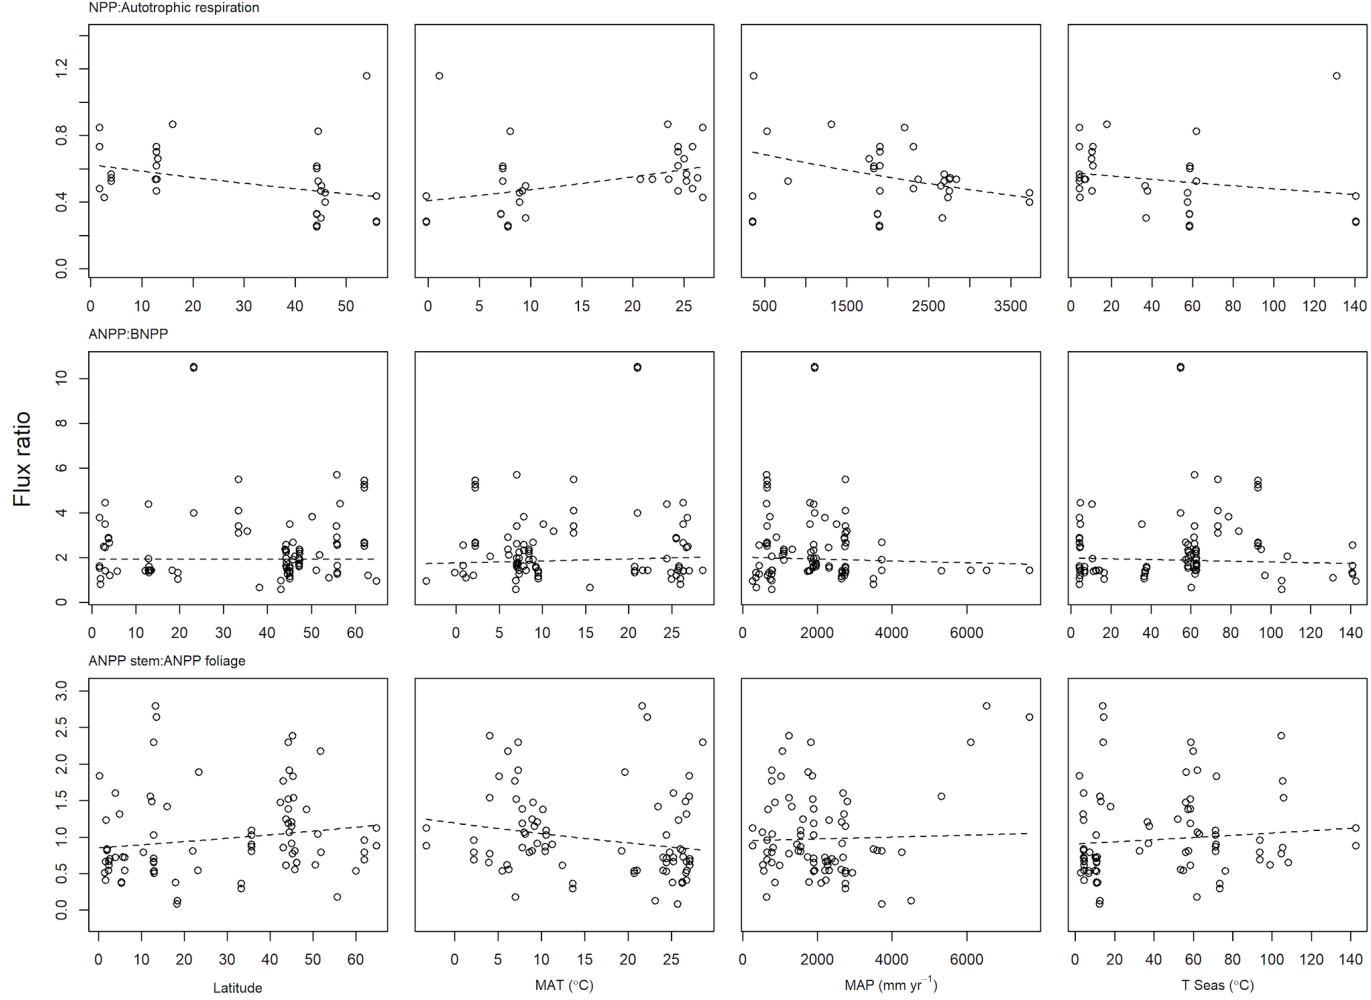 NPP:Autotrophic respiration
0.0 0.4 0.8 1.2
0 10 20 30 40 50
0 5 10 15 20 25
500 1500 2500 3500
0 20 40 60 80 100 120 140
ANPP:BNPP
Flux ratio
0 2 4 6 8 10
0 10 20 30 40 50 60
0 5 10 15 20 25
0 2000 4000 6000
0 20 40 60 80 100 120 140
ANPP stem:ANPP foliage
0.0 0.5 1.0 1.5 2.0 2.5 3.0
0 10 20 30 40 50 60
0 5 10 15 20 25
0 2000 4000 6000
0 20 40 60 80 100 120 140
Latitude
MAT (°C)
MAP (mm yr⁻¹)
T Seas (°C)